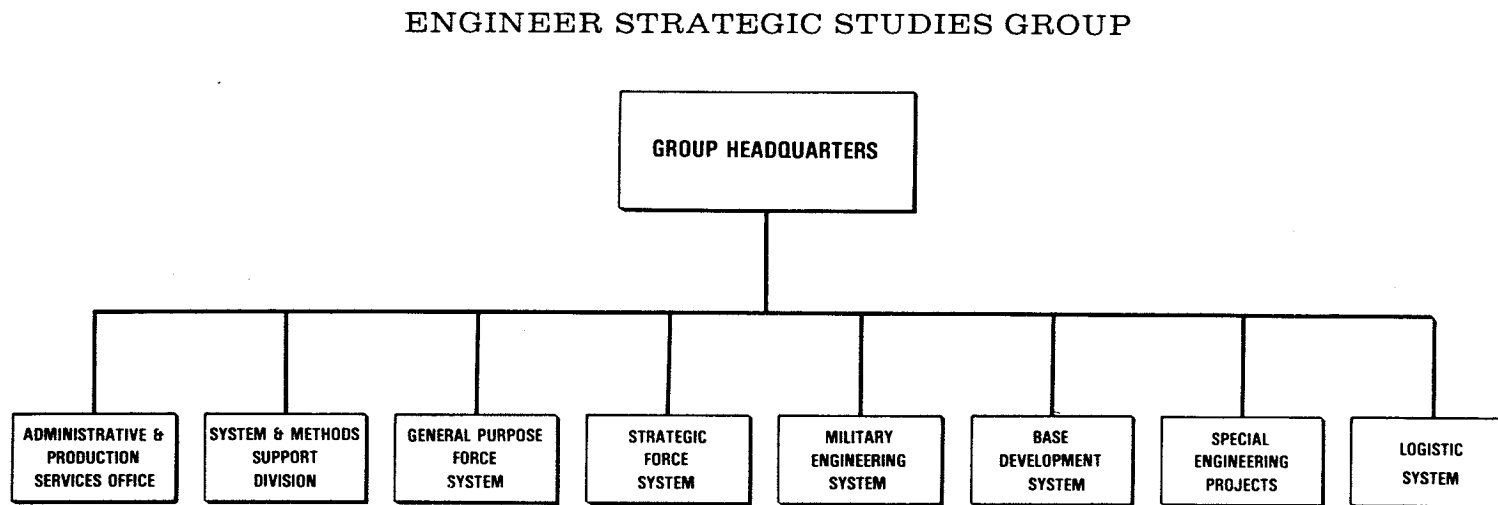 ENGINEER STRATEGIC STUDIES GROUP
GROUP HEADQUARTERS
ADMINISTRATIVE &
PRODUCTION
SERVICES OFFICE
SYSTEM & METHODS
SUPPORT
DIVISION
GENERAL PURPOSE
FORCE
SYSTEM
STRATEGIC
FORCE
SYSTEM
MILITARY
ENGINEERING
SYSTEM
BASE
DEVELOPMENT
SYSTEM
SPECIAL
ENGINEERING
PROJECTS
LOGISTIC
SYSTEM